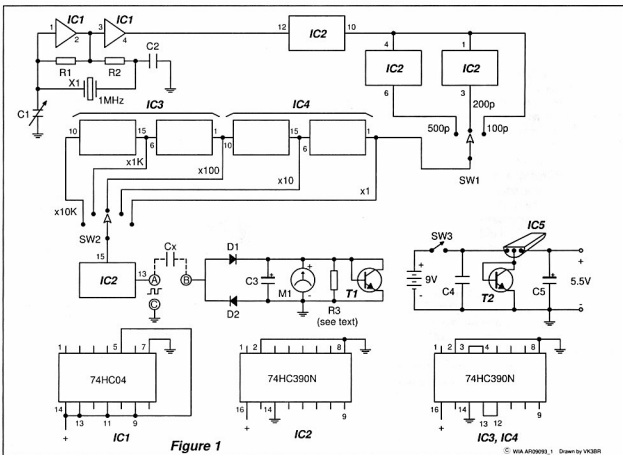 IC1 IC1
1 2 3 4
R1 R2 C2
X1
1MHz
C1
12 IC2 10
4 1
IC2 IC2
6 3
200p
500p 100p
SW1
IC3 IC4
10 15 6 1 10 15 6 1
x1K
x100
x10
x1
x10K
SW2
15
IC2 13 A Cx B
C
D1
D2
C3
M1
+
-
R3
(see text)
T1
SW3
IC5
+
9V
-
C4
T2
C5
+
5.5V
-
1 5 7
74HC04
14 13 11 9
+
IC1
1 2 8
74HC390N
16 14 9
+
IC2
1 2 3 4 8
74HC390N
16 14 13 12 9
+
IC3, IC4
Figure 1
© WIA AR09093_1 Drawn by VK3BR